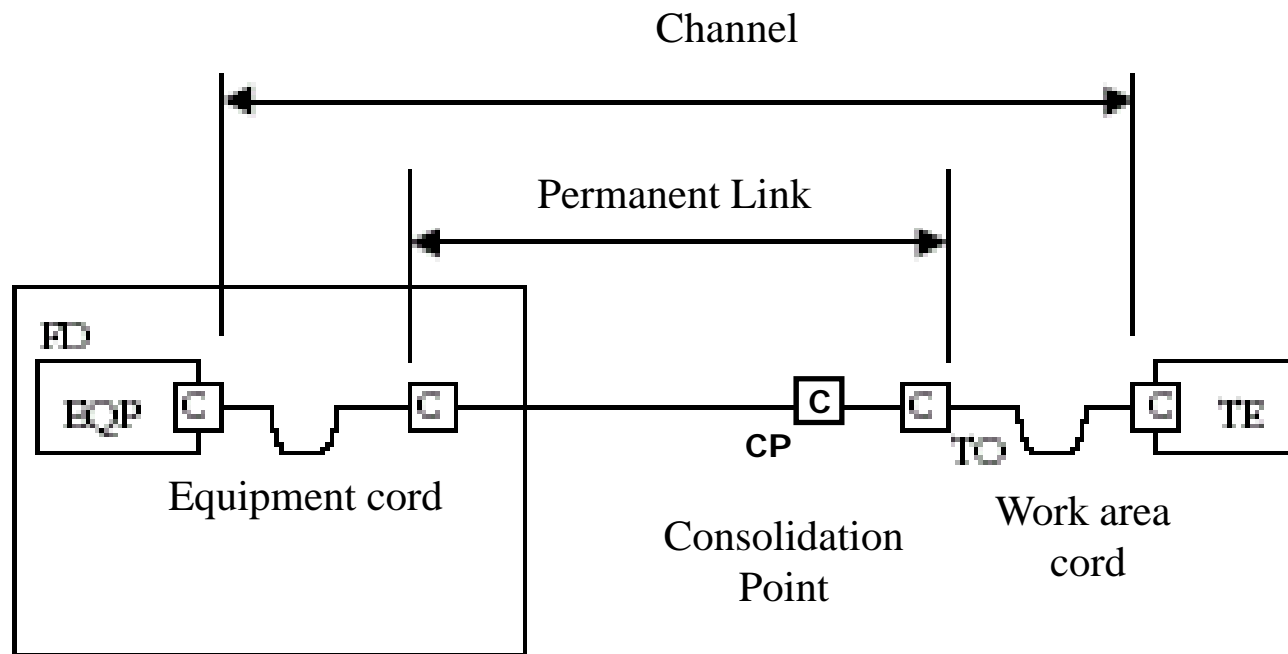 Channel
Permanent Link
FD
EQP
C
C
C
C
C
TE
CP
TO
Equipment cord
Consolidation
Point
Work area
cord